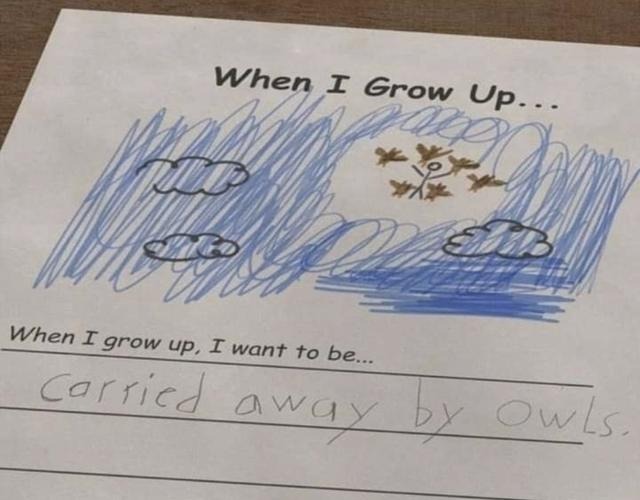 When I Grow Up...
When I grow up, I want to be...
Carried away by owls.